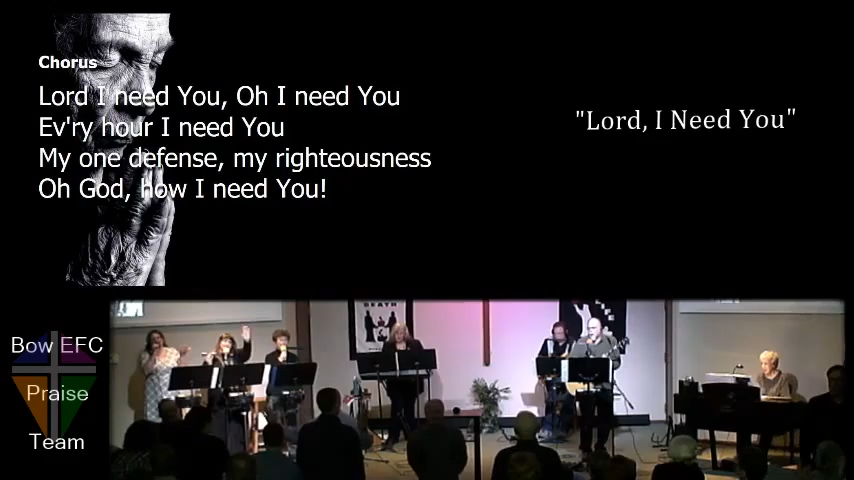 Chorus
Lord I need You, Oh I need You
Ev'ry hour I need You
My one defense, my righteousness
Oh God, how I need You!
"Lord, I Need You"
Bow EFC
Praise
Team
DEATH